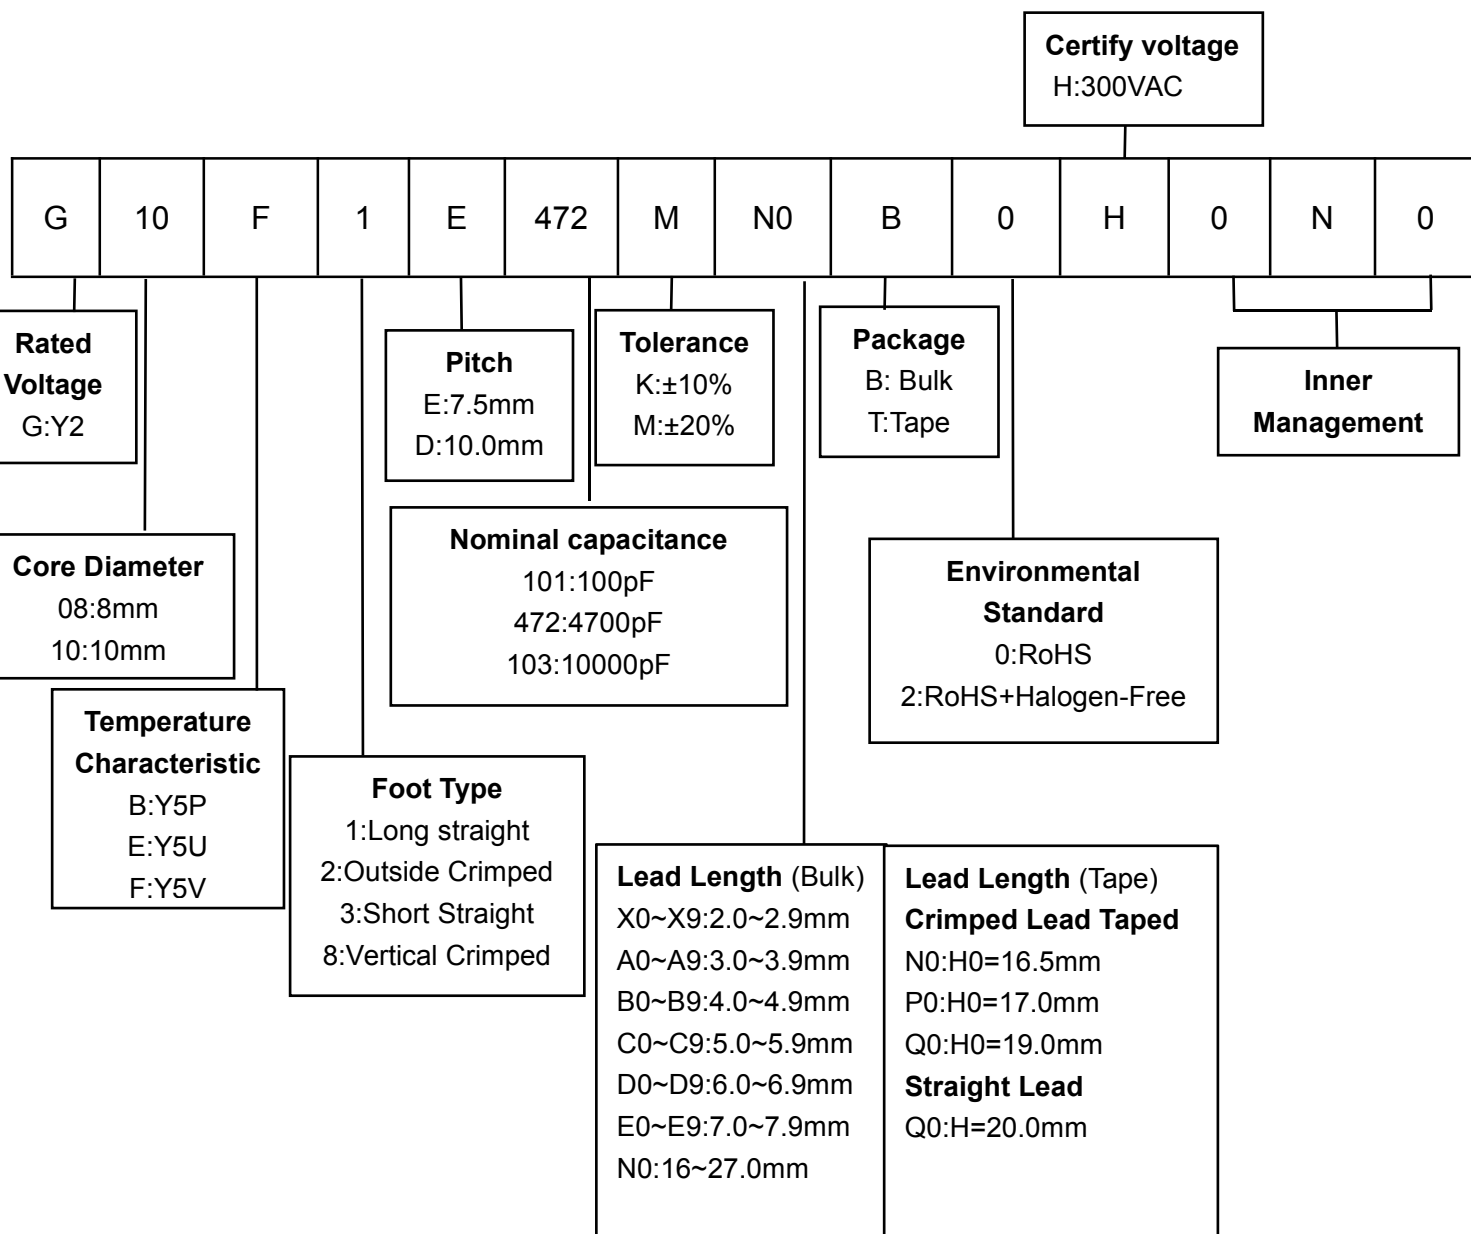 Certify voltage
H:300VAC
G 10 F 1 E 472 M N0 B 0 H 0 N 0
Rated
Voltage
G:Y2
Pitch
E:7.5mm
D:10.0mm
Tolerance
K:±10%
M:±20%
Package
B: Bulk
T:Tape
Inner
Management
Core Diameter
08:8mm
10:10mm
Nominal capacitance
101:100pF
472:4700pF
103:10000pF
Environmental
Standard
0:RoHS
2:RoHS+Halogen-Free
Temperature
Characteristic
B:Y5P
E:Y5U
F:Y5V
Foot Type
1:Long straight
2:Outside Crimped
3:Short Straight
8:Vertical Crimped
Lead Length (Bulk)
X0~X9:2.0~2.9mm
A0~A9:3.0~3.9mm
B0~B9:4.0~4.9mm
C0~C9:5.0~5.9mm
D0~D9:6.0~6.9mm
E0~E9:7.0~7.9mm
N0:16~27.0mm
Lead Length (Tape)
Crimped Lead Taped
N0:H0=16.5mm
P0:H0=17.0mm
Q0:H0=19.0mm
Straight Lead
Q0:H=20.0mm